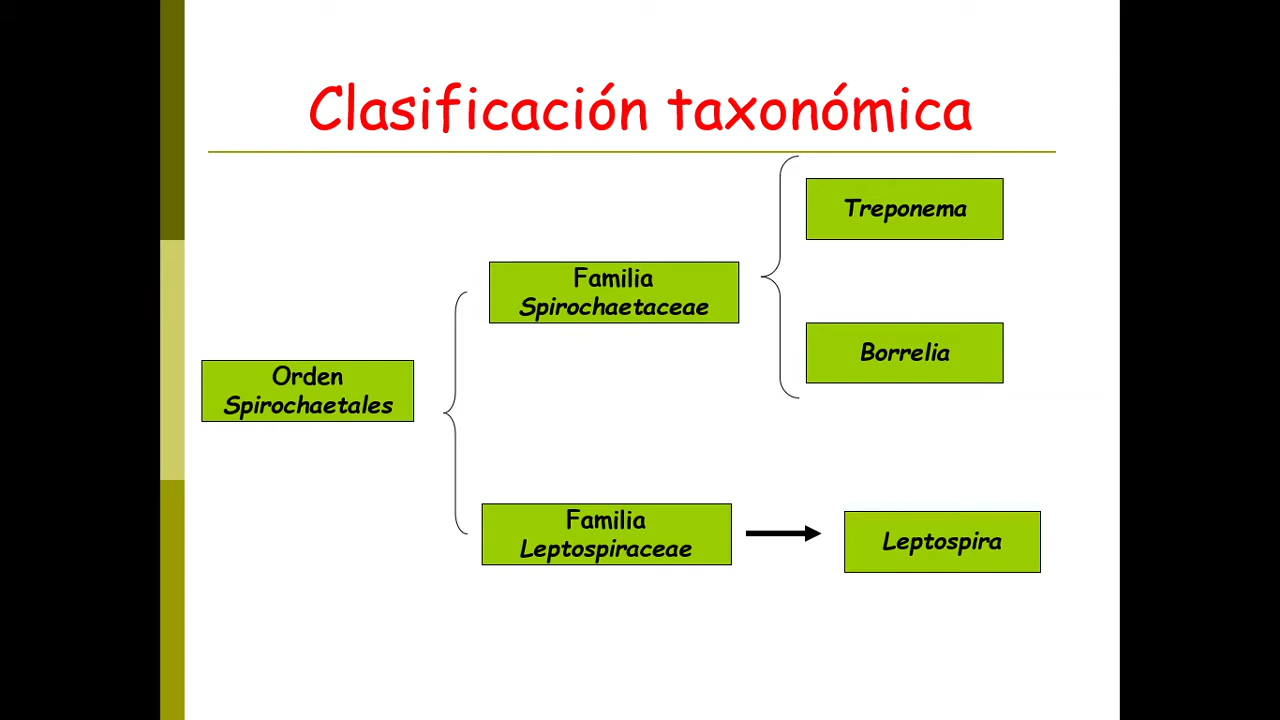 Clasificación taxonómica
Treponema
Familia
Spirochaetaceae
Borrelia
Orden
Spirochaetales
Familia
Leptospiraceae
Leptospira